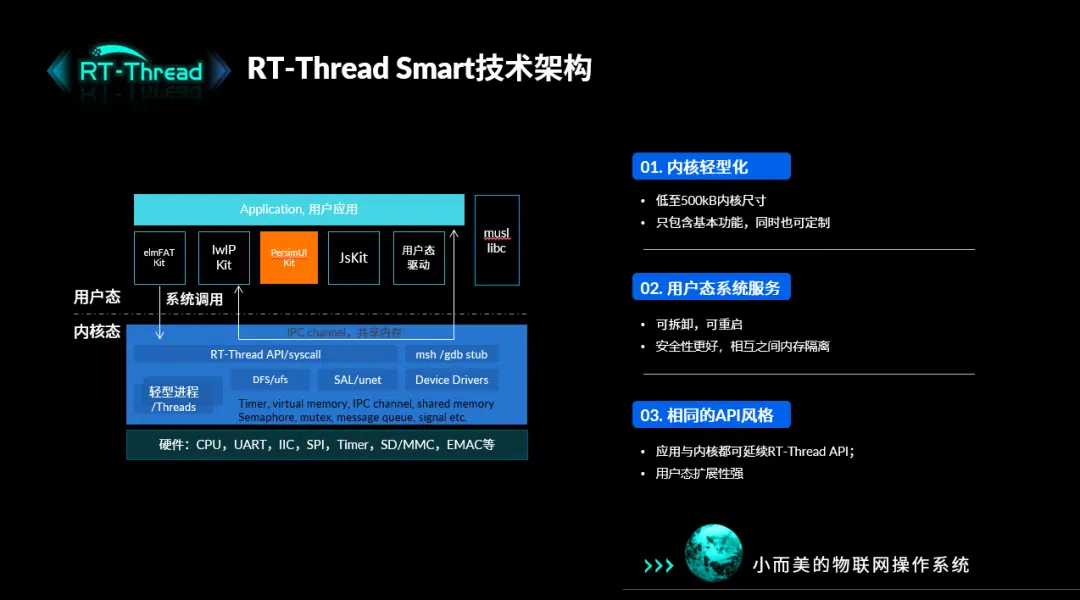 RT-Thread
RT-Thread Smart技术架构
Application, 用户应用
elmFAT
Kit
lwIP
Kit
PersimUI
Kit
JsKit
用户态
驱动
musl
libc
用户态
系统调用
内核态
IPC channel，共享内存
RT-Thread API/syscall
msh /gdb stub
轻型进程
/Threads
DFS/ufs
SAL/unet
Device Drivers
Timer, virtual memory, IPC channel, shared memory
Semaphore, mutex, message queue, signal etc.
硬件：CPU，UART，IIC，SPI，Timer，SD/MMC，EMAC等
01. 内核轻型化
• 低至500kB内核尺寸
• 只包含基本功能，同时也可定制
02. 用户态系统服务
• 可拆卸，可重启
• 安全性更好，相互之间内存隔离
03. 相同的API风格
• 应用与内核都可延续RT-Thread API；
• 用户态扩展性强
小而美的物联网操作系统